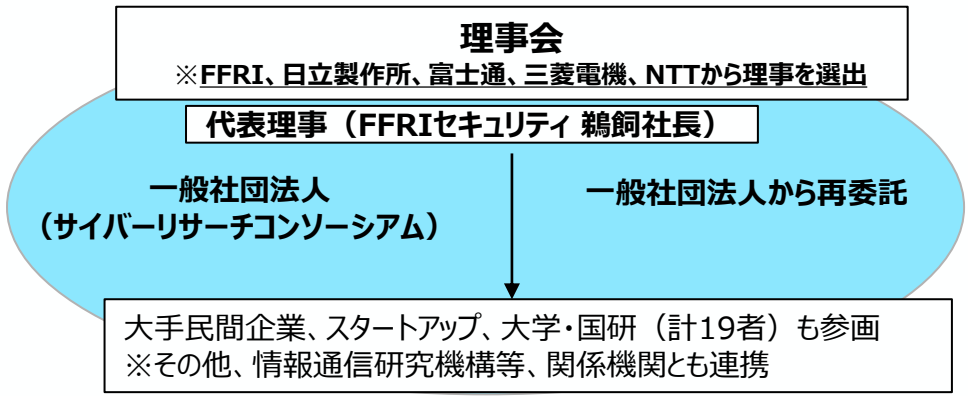 理事会
※FFRI、日立製作所、富士通、三菱電機、NTTから理事を選出
代表理事（FFRIセキュリティ 鵜飼社長）
一般社団法人
（サイバーリサーチコンソーシアム）
一般社団法人から再委託
大手民間企業、スタートアップ、大学・国研（計19者）も参画
※その他、情報通信研究機構等、関係機関とも連携